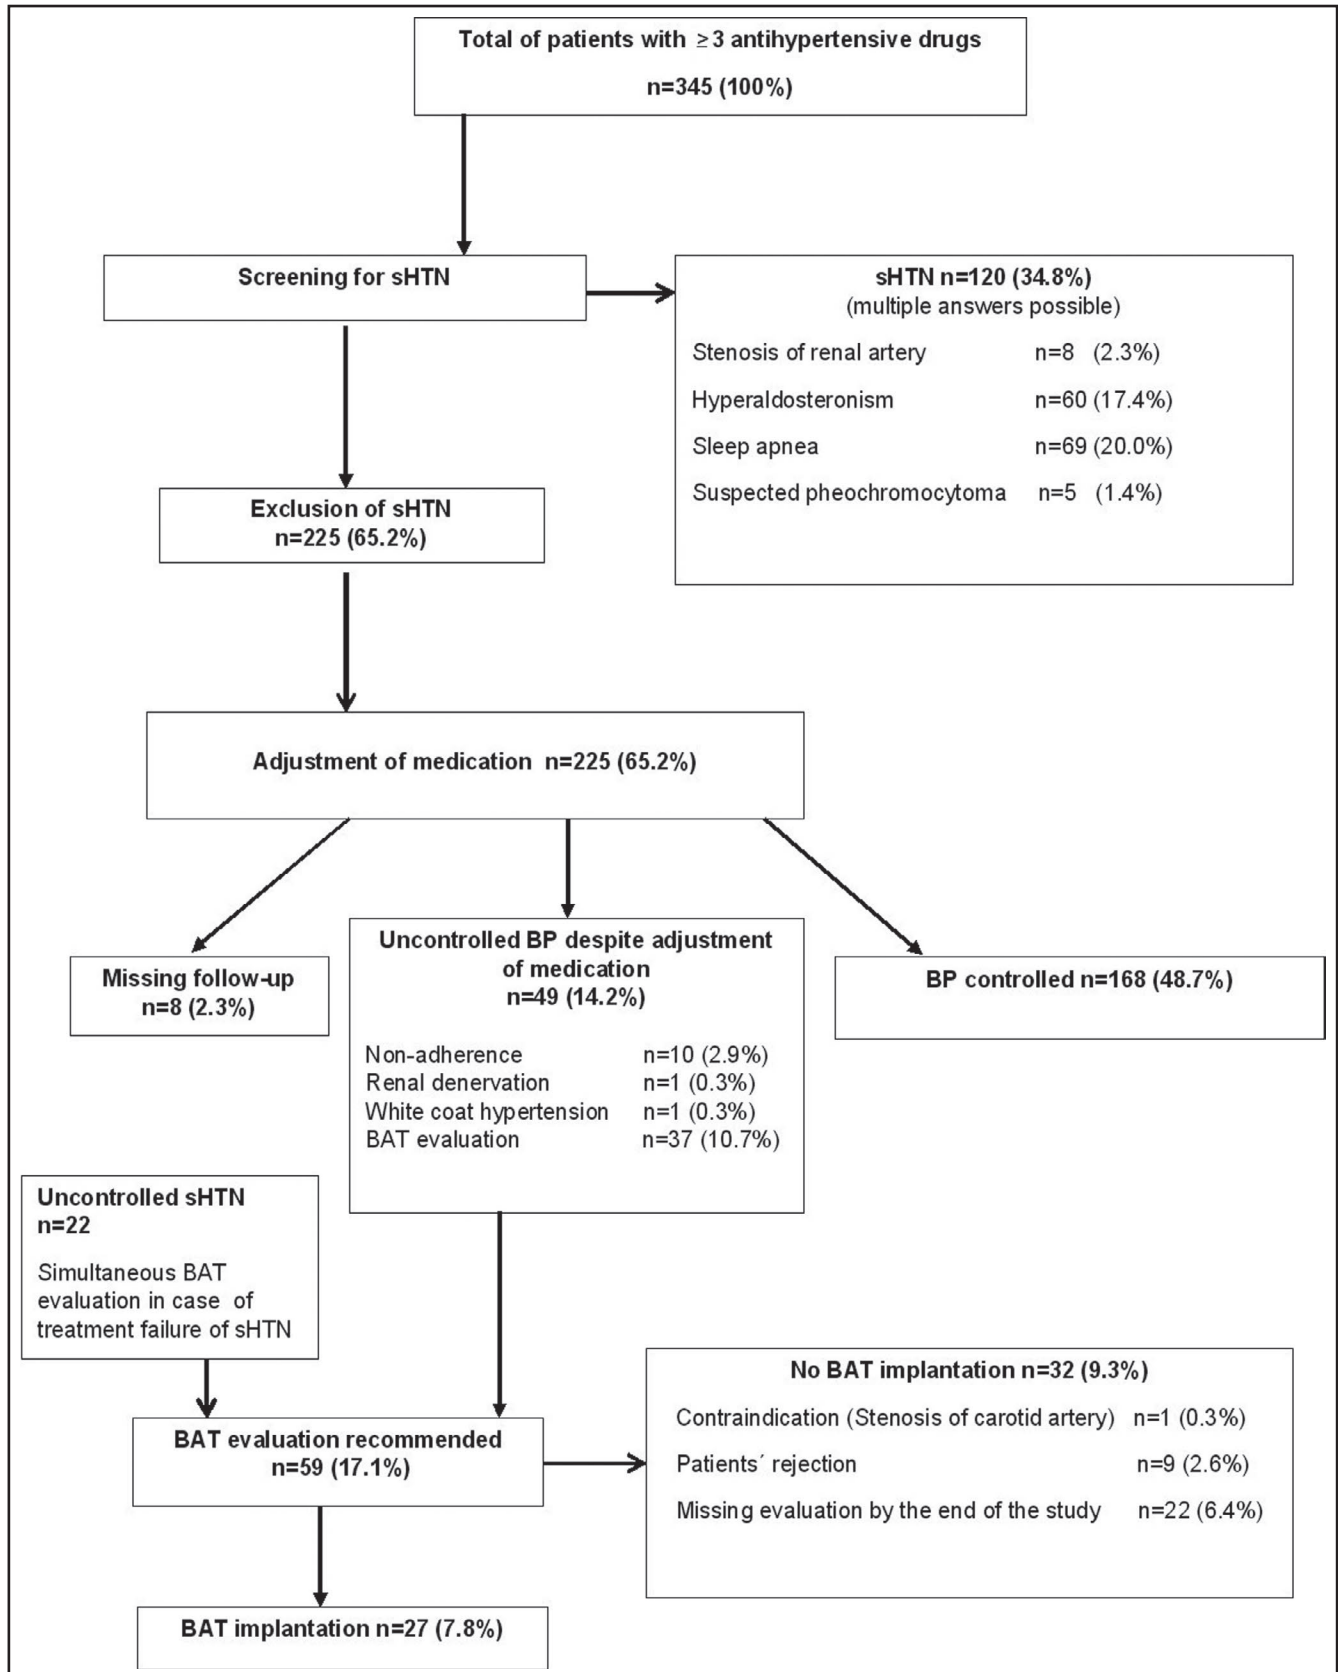 Total of patients with ≥3 antihypertensive drugs
n=345 (100%)
Screening for sHTN
sHTN n=120 (34.8%)
(multiple answers possible)
Stenosis of renal artery n=8 (2.3%)
Hyperaldosteronism n=60 (17.4%)
Sleep apnea n=69 (20.0%)
Suspected pheochromocytoma n=5 (1.4%)
Exclusion of sHTN
n=225 (65.2%)
Adjustment of medication n=225 (65.2%)
Missing follow-up
n=8 (2.3%)
Uncontrolled BP despite adjustment
of medication
n=49 (14.2%)
Non-adherence n=10 (2.9%)
Renal denervation n=1 (0.3%)
White coat hypertension n=1 (0.3%)
BAT evaluation n=37 (10.7%)
BP controlled n=168 (48.7%)
Uncontrolled sHTN
n=22
Simultaneous BAT
evaluation in case of
treatment failure of sHTN
BAT evaluation recommended
n=59 (17.1%)
No BAT implantation n=32 (9.3%)
Contraindication (Stenosis of carotid artery) n=1 (0.3%)
Patients´ rejection n=9 (2.6%)
Missing evaluation by the end of the study n=22 (6.4%)
BAT implantation n=27 (7.8%)